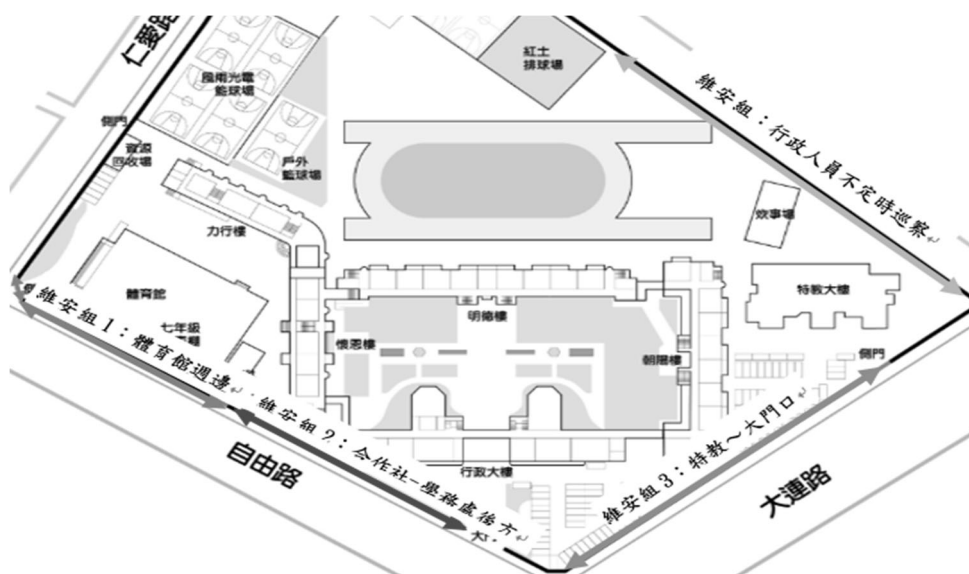 仁愛路
風雨光電
籃球場
紅土
排球場
維安組：行政人員不定時巡察
側門
資源
回收場
戶外
籃球場
力行樓
炊事場
特教大樓
體育館
七年級
明德樓
懷恩樓
朝陽樓
側門
維安組1：體育館週邊
維安組2：合作社-學務處後方
維安組3：特教～大門口
行政大樓
自由路
大連路